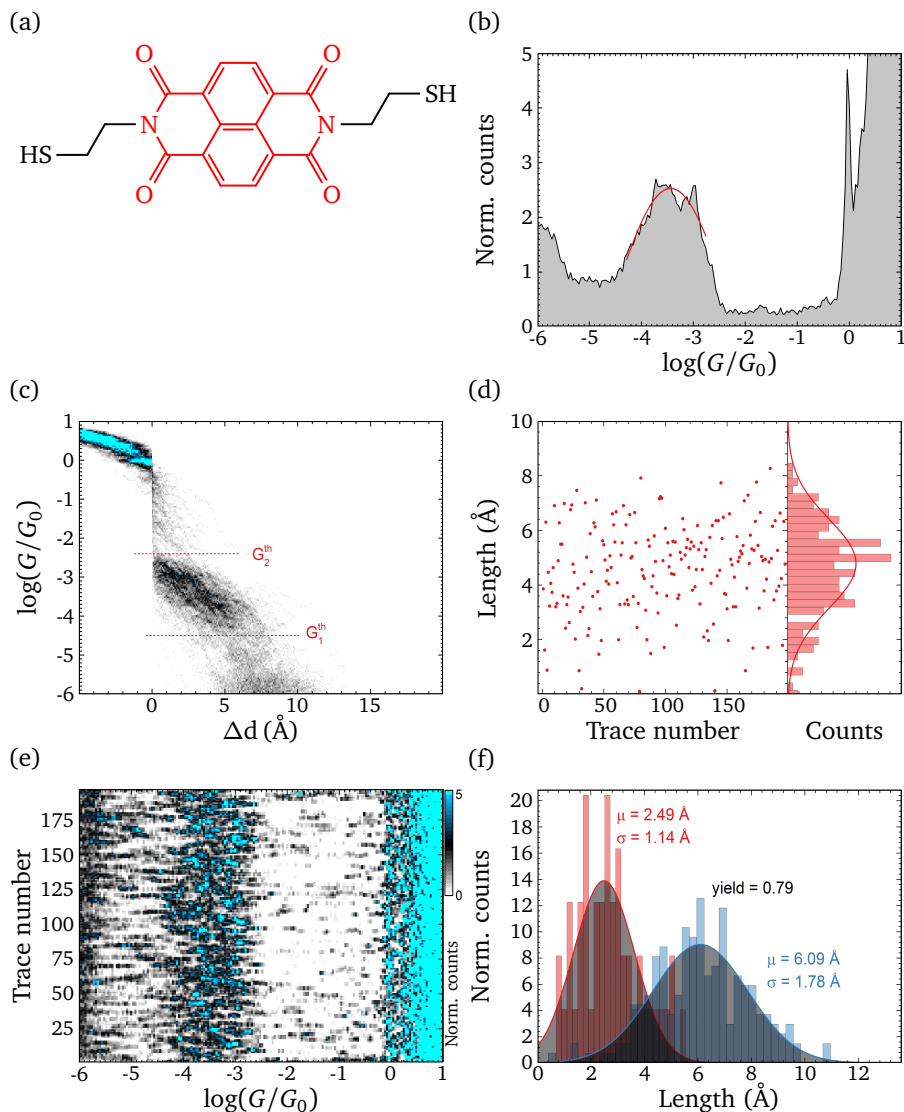 (a)
O
O
N
N
O
O
HS
SH
(b)
5
4
3
2
1
0
Norm. counts
-6 -5 -4 -3 -2 -1 0 1
log(G/G0)
(c)
1
0
-1
-2
-3
-4
-5
-6
log(G/G0)
G2th
G1th
0 5 10 15
Δd (Å)
(d)
10
8
6
4
2
Length (Å)
0 50 100 150
Trace number
Counts
(e)
175
150
125
100
75
50
25
Trace number
5
0
Norm. counts
-6 -5 -4 -3 -2 -1 0 1
log(G/G0)
(f)
20
18
16
14
12
10
8
6
4
2
0
Norm. counts
μ = 2.49 Å
σ = 1.14 Å
yield = 0.79
μ = 6.09 Å
σ = 1.78 Å
0 2 4 6 8 10 12
Length (Å)